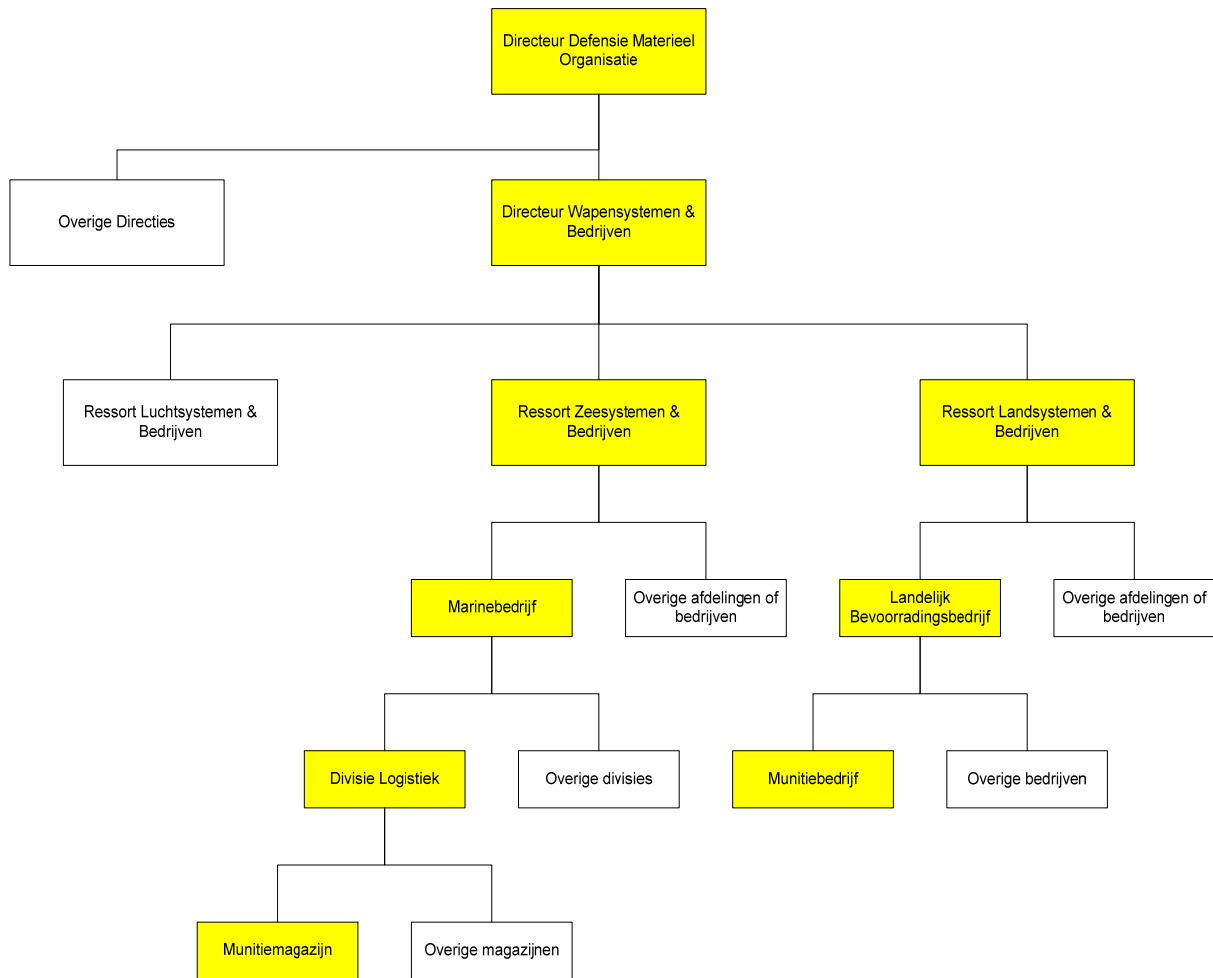 Directeur Defensie Materieel
Organisatie
Overige Directies
Directeur Wapensystemen &
Bedrijven
Ressort Luchtsystemen &
Bedrijven
Ressort Zeesystemen &
Bedrijven
Ressort Landsystemen &
Bedrijven
Marinebedrijf
Overige afdelingen of
bedrijven
Landelijk
Bevoorradingsbedrijf
Overige afdelingen of
bedrijven
Divisie Logistiek
Overige divisies
Munitiebedrijf
Overige bedrijven
Munitiemagazijn
Overige magazijnen